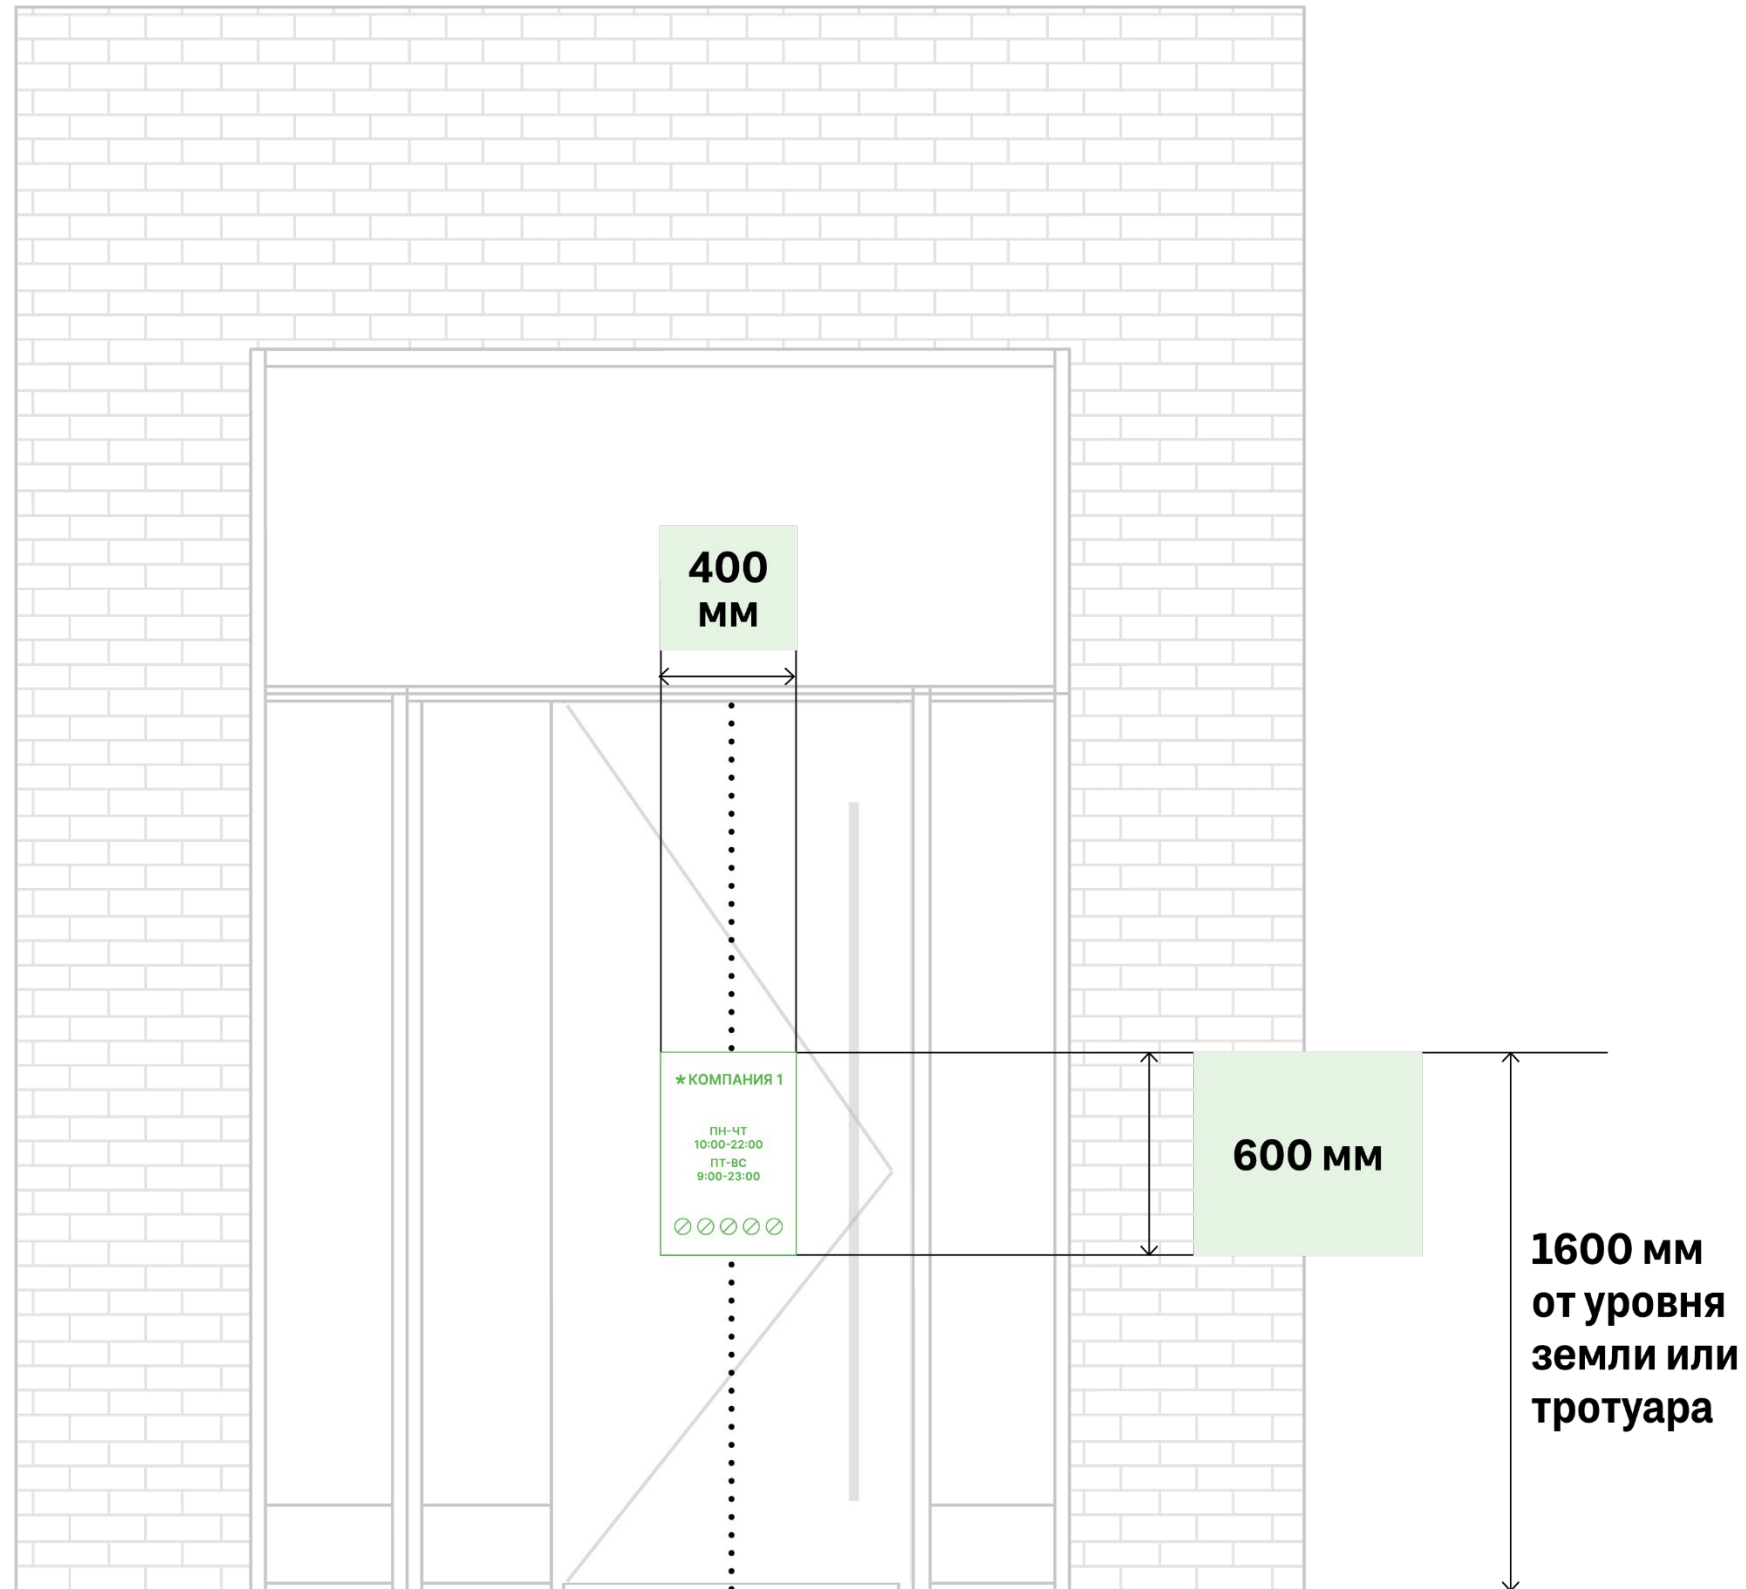 400
мм
*КОМПАНИЯ 1
ПН-ЧТ
10:00-22:00
ПТ-ВС
9:00-23:00
600 мм
1600 мм
от уровня
земли или
тротуара